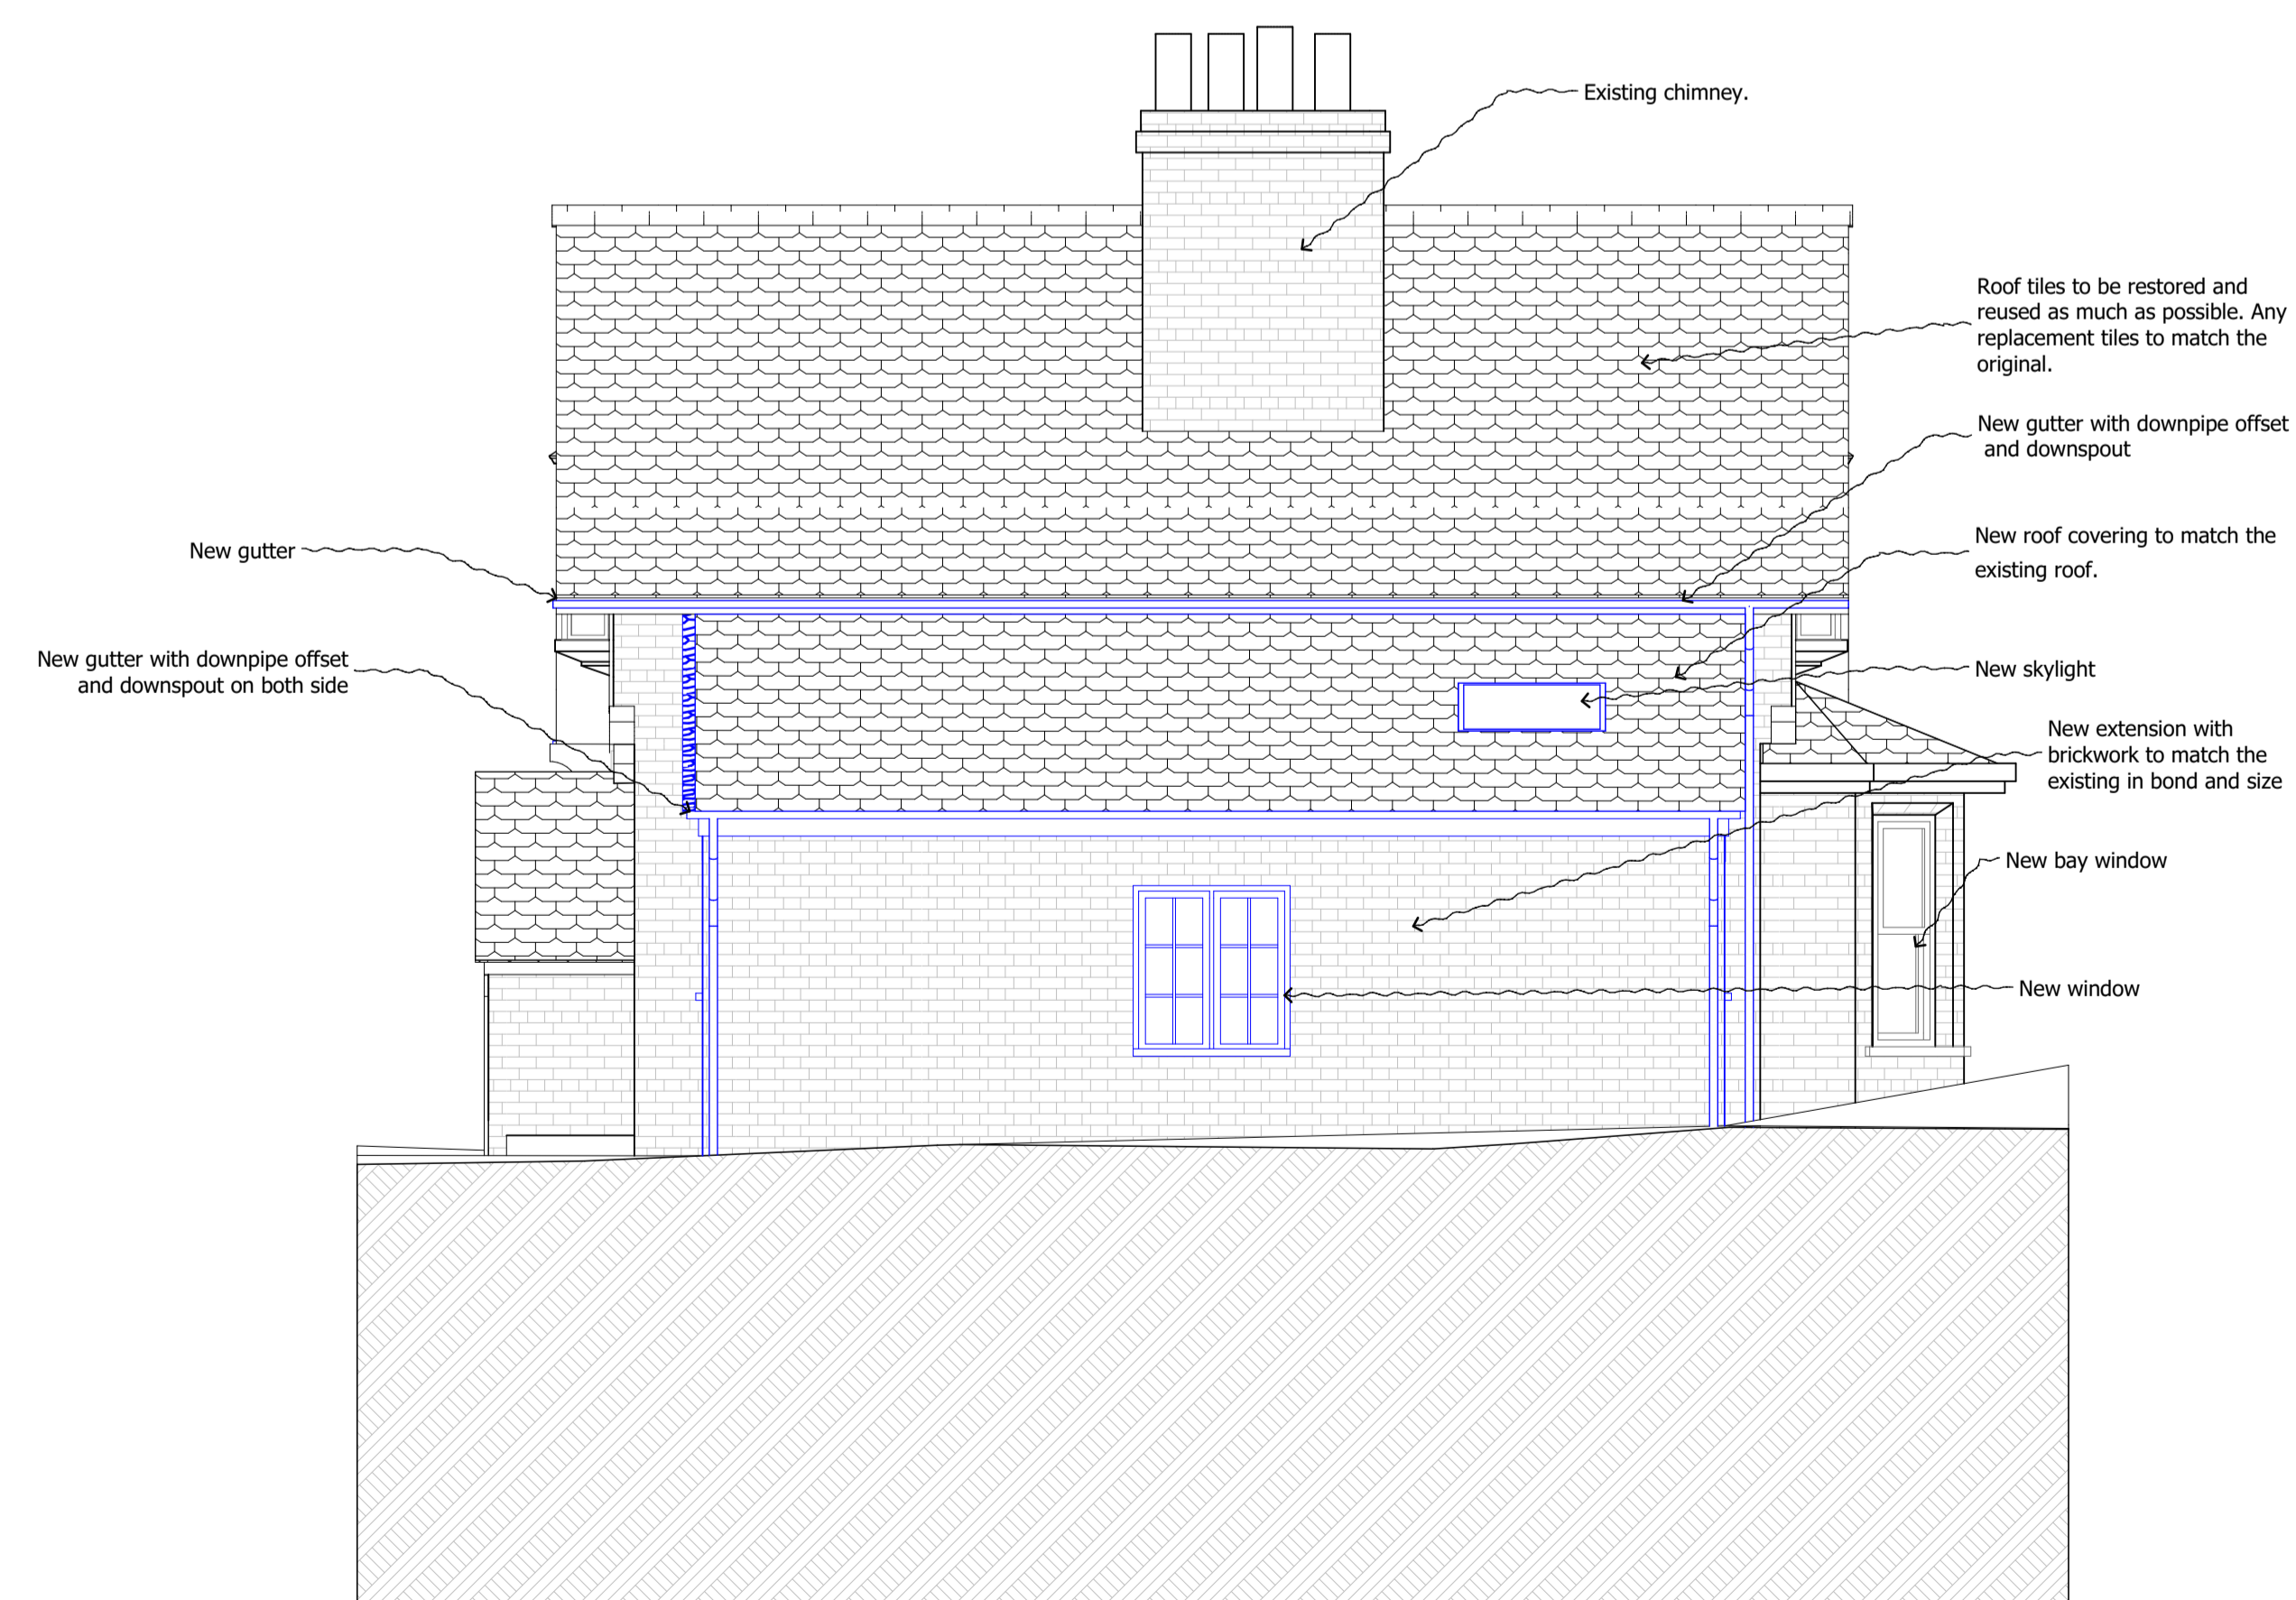 Existing chimney.
Roof tiles to be restored and
reused as much as possible. Any
replacement tiles to match the
original.
New gutter with downpipe offset
and downspout
New gutter
New roof covering to match the
existing roof.
New gutter with downpipe offset
and downspout on both side
New skylight
New extension with
brickwork to match the
existing in bond and size
New bay window
New window